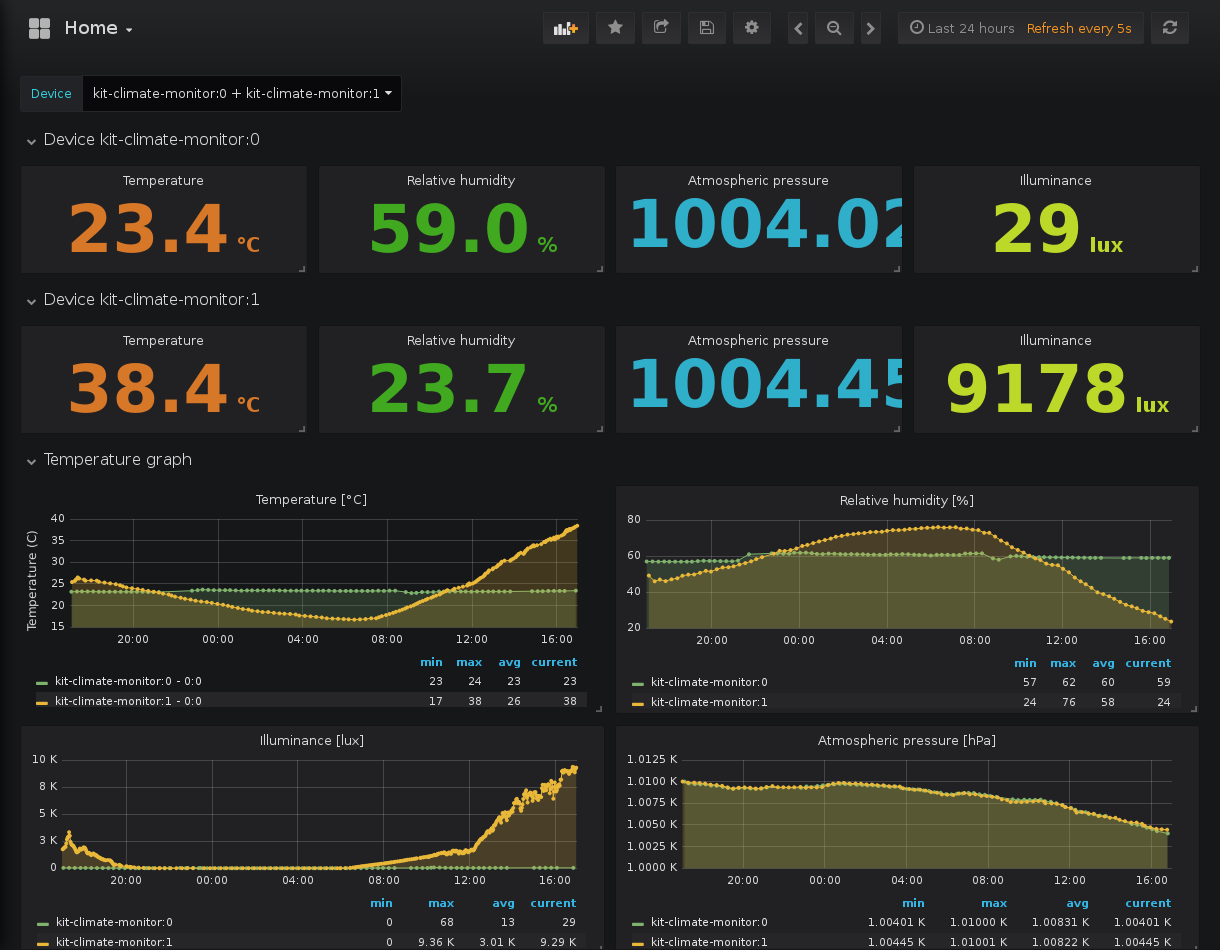 Home
Last 24 hours Refresh every 5s
Device kit-climate-monitor:0 + kit-climate-monitor:1
Device kit-climate-monitor:0
Temperature Relative humidity Atmospheric pressure Illuminance
23.4 °C 59.0 % 1004.02 29 lux
Device kit-climate-monitor:1
Temperature Relative humidity Atmospheric pressure Illuminance
38.4 °C 23.7 % 1004.45 9178 lux
Temperature graph
Temperature [°C]
Temperature (C)
40
35
30
25
20
15
20:00 00:00 04:00 08:00 12:00 16:00
min max avg current
kit-climate-monitor:0 - 0:0 23 24 23 23
kit-climate-monitor:1 - 0:0 17 38 26 38
Relative humidity [%]
80
60
40
20
20:00 00:00 04:00 08:00 12:00 16:00
min max avg current
kit-climate-monitor:0 57 62 60 59
kit-climate-monitor:1 24 76 58 24
Illuminance [lux]
10 K
8 K
5 K
3 K
0
20:00 00:00 04:00 08:00 12:00 16:00
min max avg current
kit-climate-monitor:0 0 68 13 29
kit-climate-monitor:1 0 9.36 K 3.01 K 9.29 K
Atmospheric pressure [hPa]
1.0125 K
1.0100 K
1.0075 K
1.0050 K
1.0025 K
1.0000 K
20:00 00:00 04:00 08:00 12:00 16:00
min max avg current
kit-climate-monitor:0 1.00401 K 1.01000 K 1.00831 K 1.00401 K
kit-climate-monitor:1 1.00445 K 1.01001 K 1.00822 K 1.00445 K